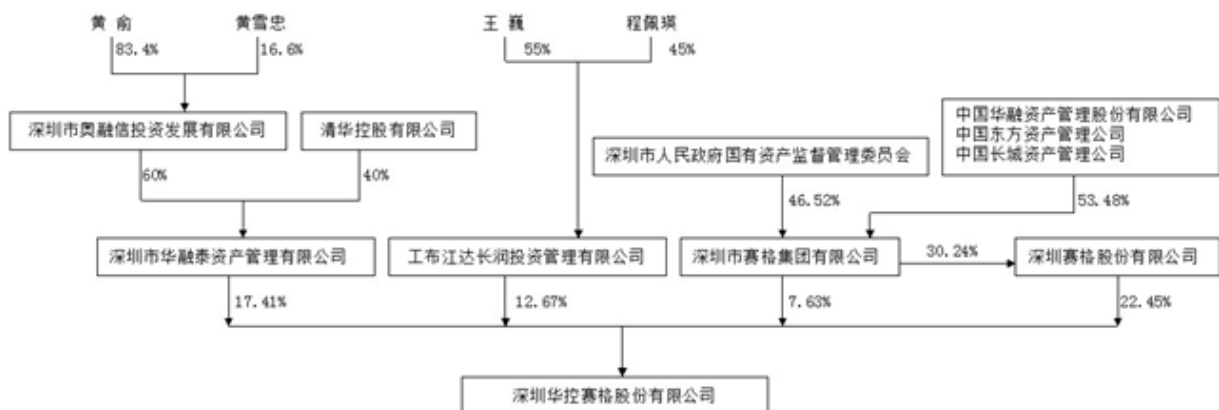 黄 俞
黄雪忠
王 巍
程佩瑛
83.4%
16.6%
55%
45%
深圳市奥融信投资发展有限公司
清华控股有限公司
深圳市人民政府国有资产监督管理委员会
中国华融资产管理股份有限公司
中国东方资产管理公司
中国长城资产管理公司
60%
40%
46.52%
53.48%
深圳市华融泰资产管理有限公司
工布江达长润投资管理有限公司
深圳市赛格集团有限公司
30.24%
深圳赛格股份有限公司
17.41%
12.67%
7.63%
22.45%
深圳华控赛格股份有限公司